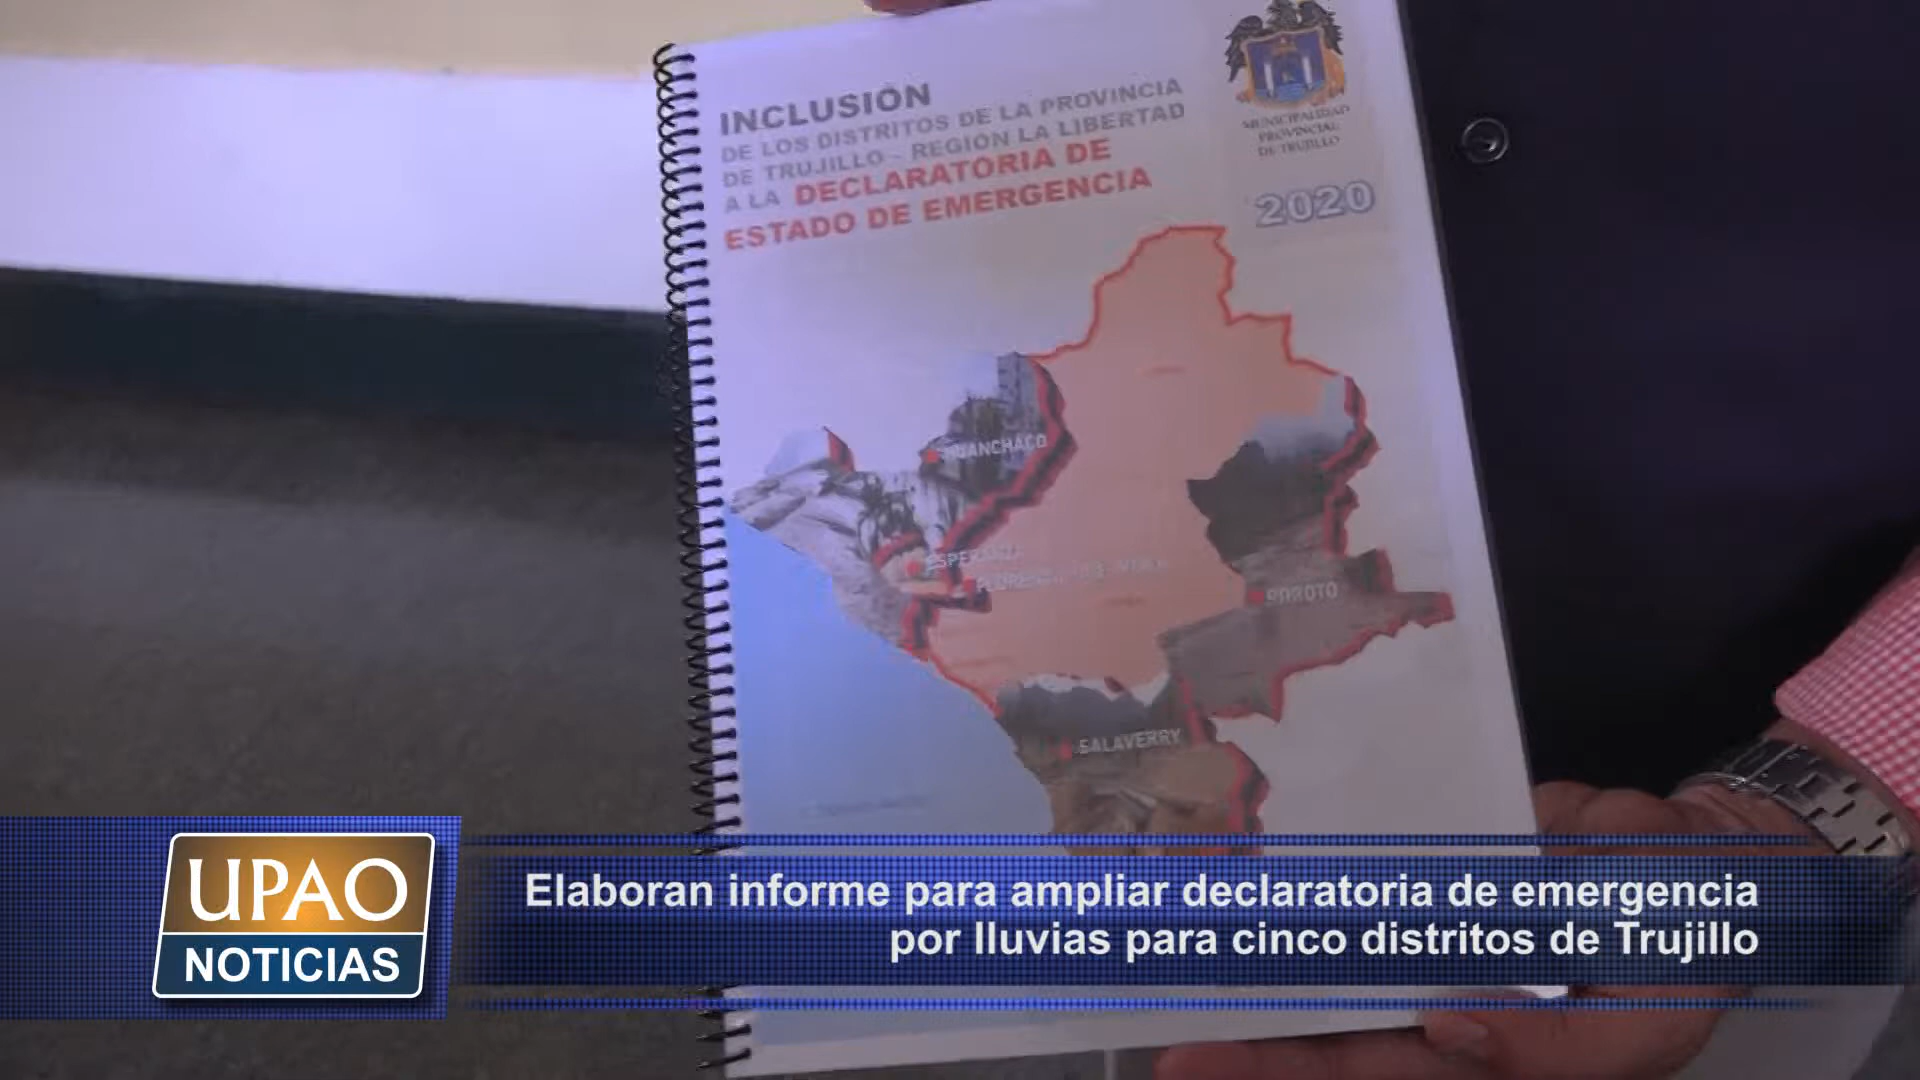 INCLUSION
DE LOS DISTRITOS DE LA PROVINCIA
DE TRUJILLO - REGION LA LIBERTAD
A LA DECLARATORIA DE
ESTADO DE EMERGENCIA
MUNICIPALIDAD
PROVINCIAL
DE TRUJILLO
2020
HUANCHACO
ESPERANZA
POROTO
SALAVERRY
UPAO
NOTICIAS
Elaboran informe para ampliar declaratoria de emergencia
por lluvias para cinco distritos de Trujillo